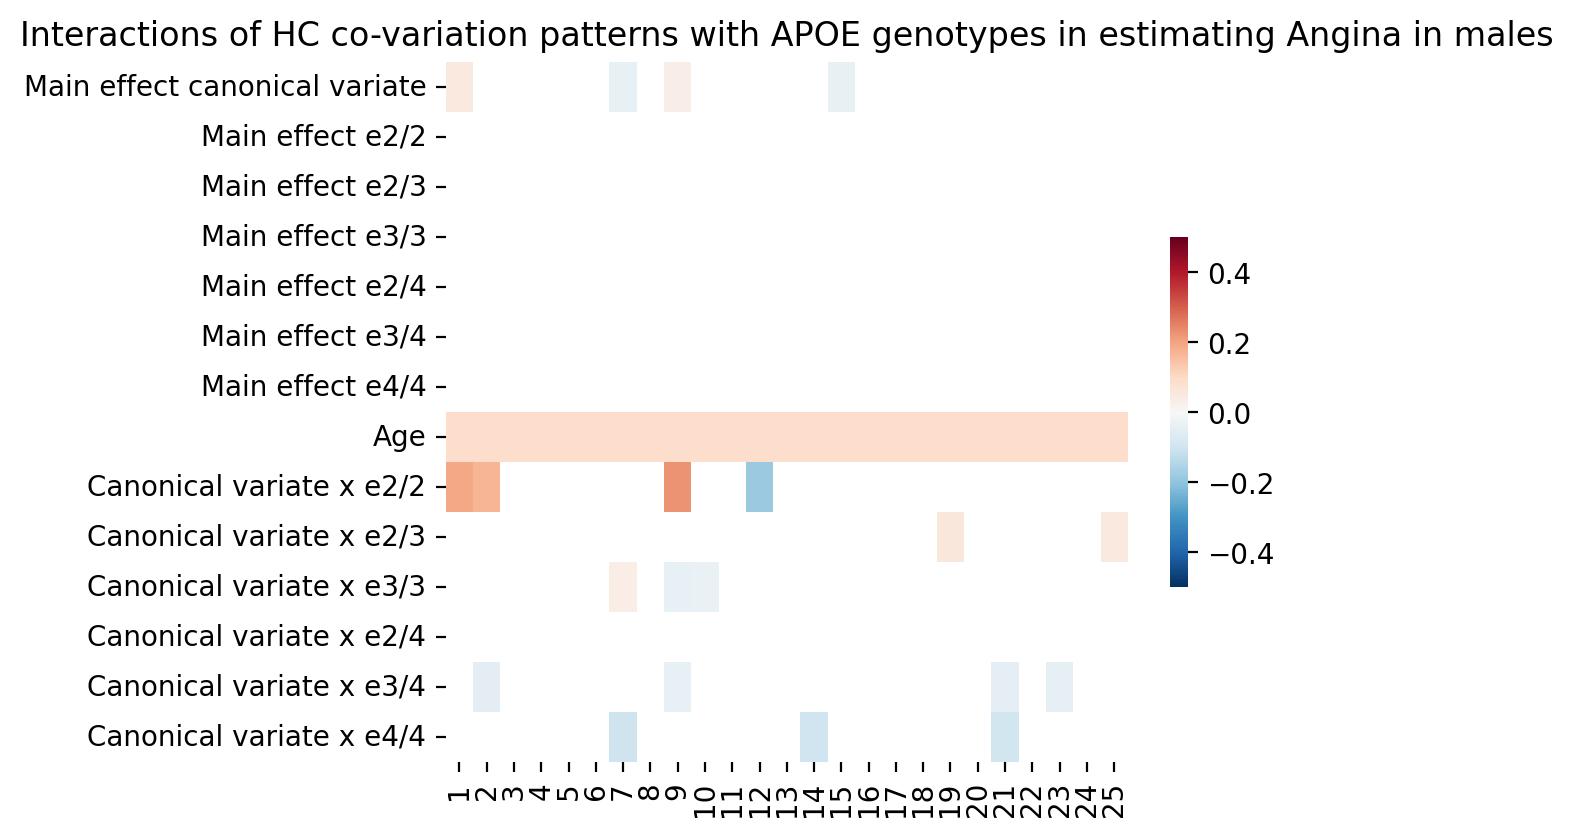 Interactions of HC co-variation patterns with APOE genotypes in estimating Angina in males
Main effect canonical variate
Main effect e2/2
Main effect e2/3
Main effect e3/3
Main effect e2/4
Main effect e3/4
Main effect e4/4
Age
Canonical variate x e2/2
Canonical variate x e2/3
Canonical variate x e3/3
Canonical variate x e2/4
Canonical variate x e3/4
Canonical variate x e4/4
1 2 3 4 5 6 7 8 9 10 11 12 13 14 15 16 17 18 19 20 21 22 23 24 25
0.4
0.2
0.0
−0.2
−0.4